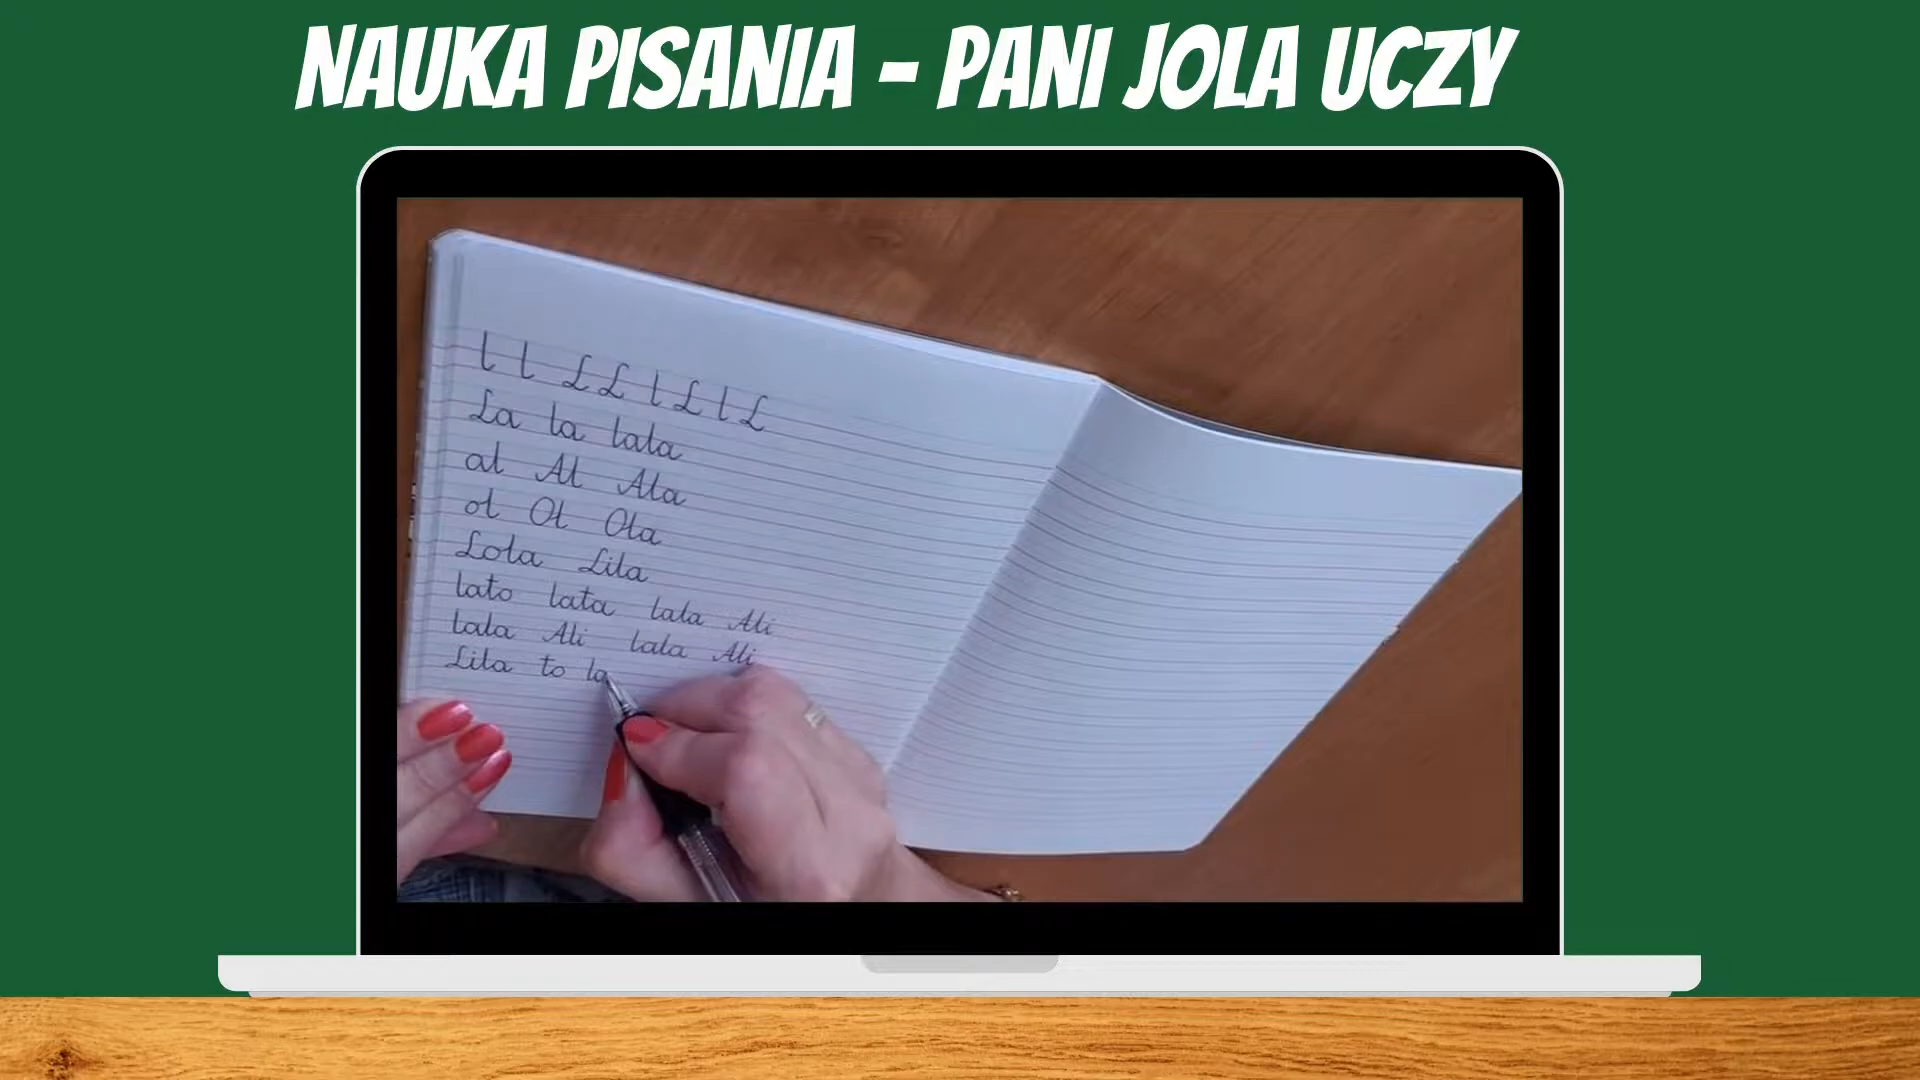 NAUKA PISANIA - PANI JOLA UCZY
l l L L l L l L
La la lala
al Al Ala
ol Ol Ola
Lola Lila
lato lata lala Ali
lala Ali lala Ali
Lila to la